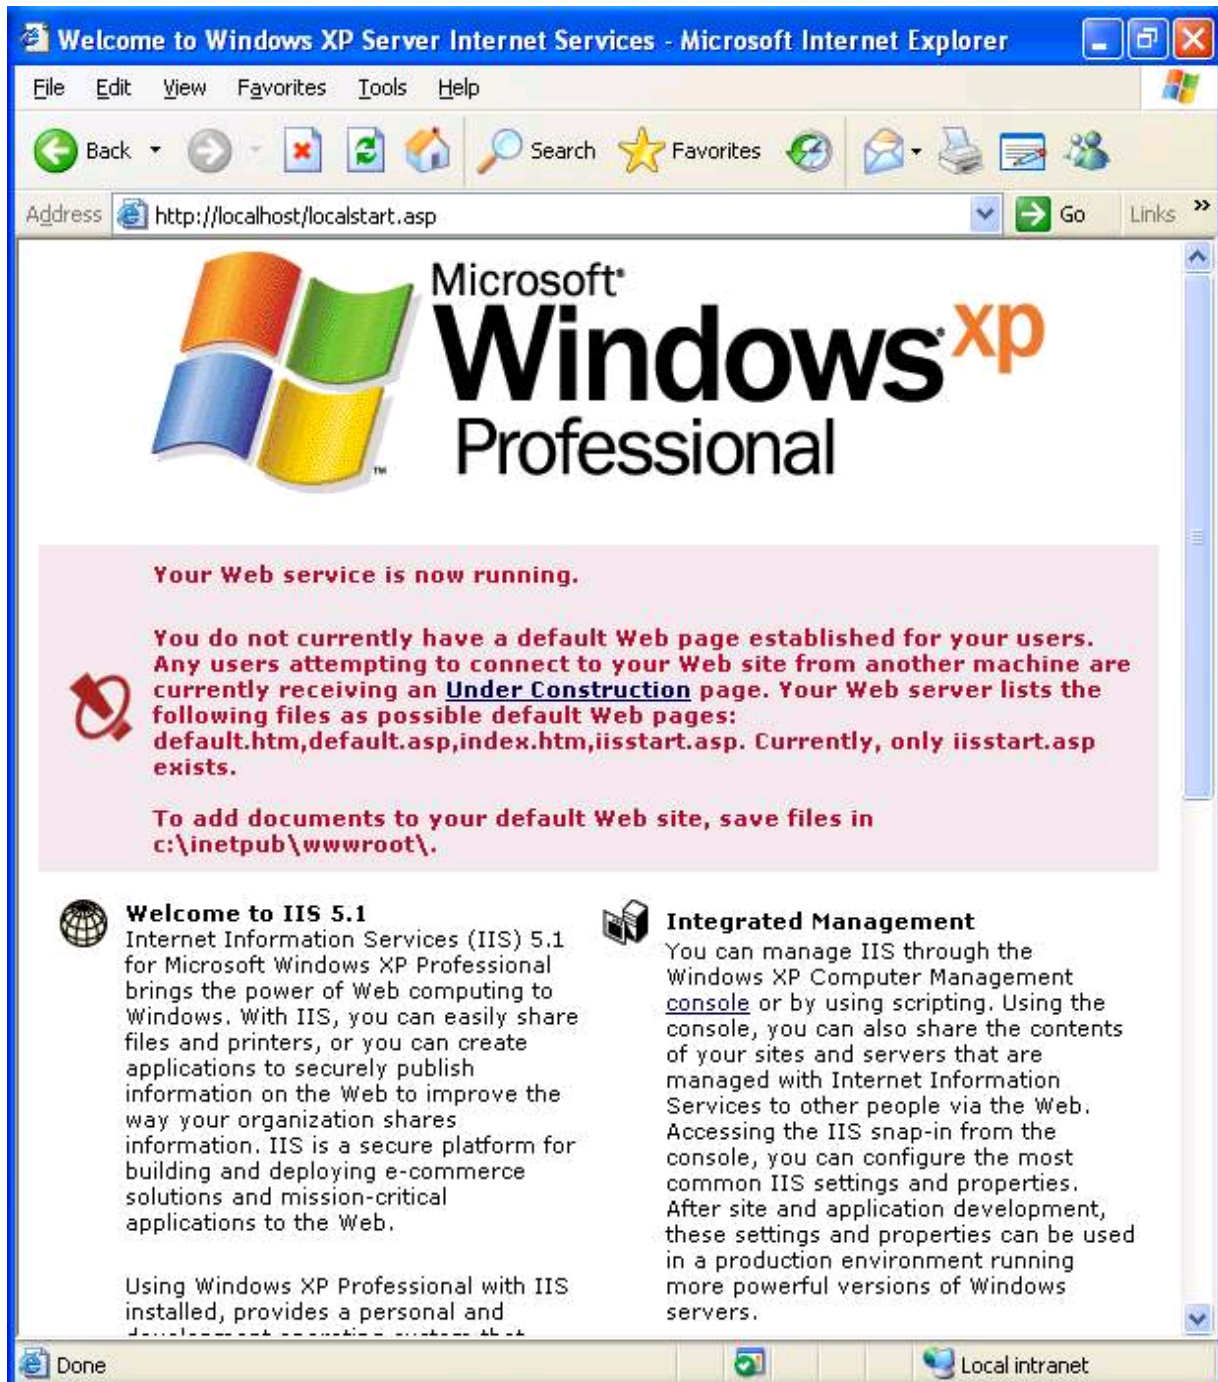 Welcome to Windows XP Server Internet Services - Microsoft Internet Explorer
File Edit View Favorites Tools Help
Back Search Favorites
Address http://localhost/localstart.asp Go Links »
Microsoft®
Windows® xp
Professional
™
Your Web service is now running.
You do not currently have a default Web page established for your users.
Any users attempting to connect to your Web site from another machine are
currently receiving an Under Construction page. Your Web server lists the
following files as possible default Web pages:
default.htm,default.asp,index.htm,iisstart.asp. Currently, only iisstart.asp
exists.
To add documents to your default Web site, save files in
c:\inetpub\wwwroot\.
Welcome to IIS 5.1
Internet Information Services (IIS) 5.1
for Microsoft Windows XP Professional
brings the power of Web computing to
Windows. With IIS, you can easily share
files and printers, or you can create
applications to securely publish
information on the Web to improve the
way your organization shares
information. IIS is a secure platform for
building and deploying e-commerce
solutions and mission-critical
applications to the Web.
Using Windows XP Professional with IIS
installed, provides a personal and
Integrated Management
You can manage IIS through the
Windows XP Computer Management
console or by using scripting. Using the
console, you can also share the contents
of your sites and servers that are
managed with Internet Information
Services to other people via the Web.
Accessing the IIS snap-in from the
console, you can configure the most
common IIS settings and properties.
After site and application development,
these settings and properties can be used
in a production environment running
more powerful versions of Windows
servers.
Done Local intranet